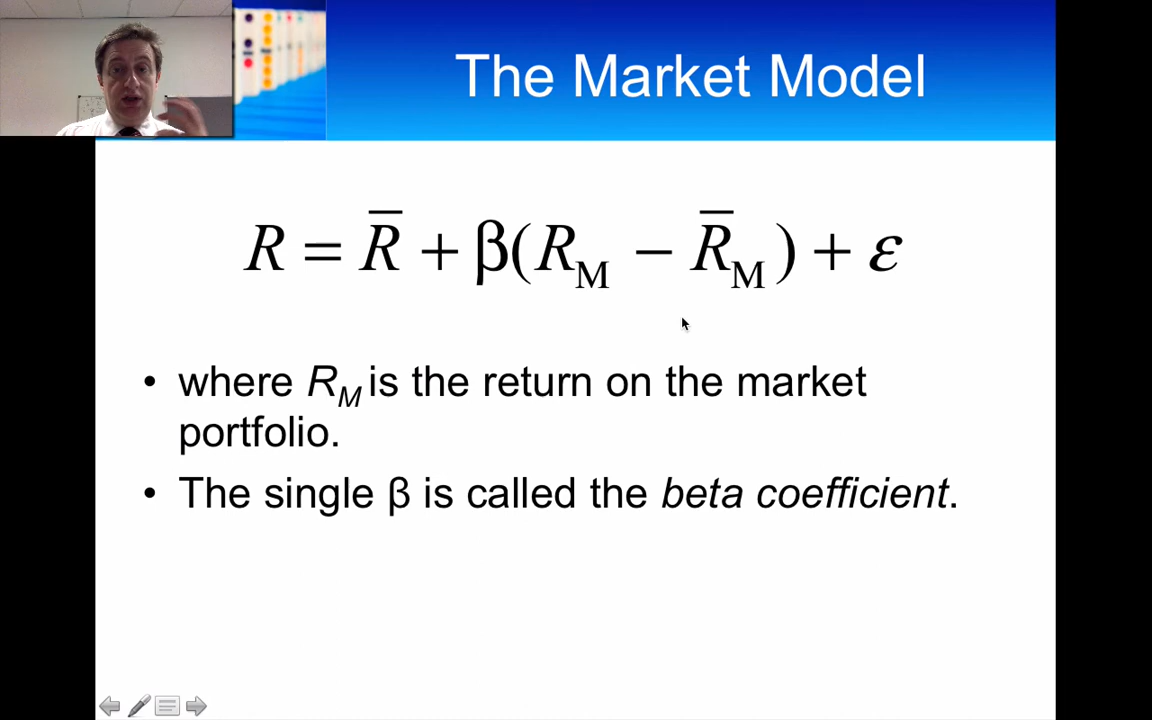 The Market Model
R = R̅ + β(R_M − R̅_M) + ε
• where R_M is the return on the market
portfolio.
• The single β is called the beta coefficient.